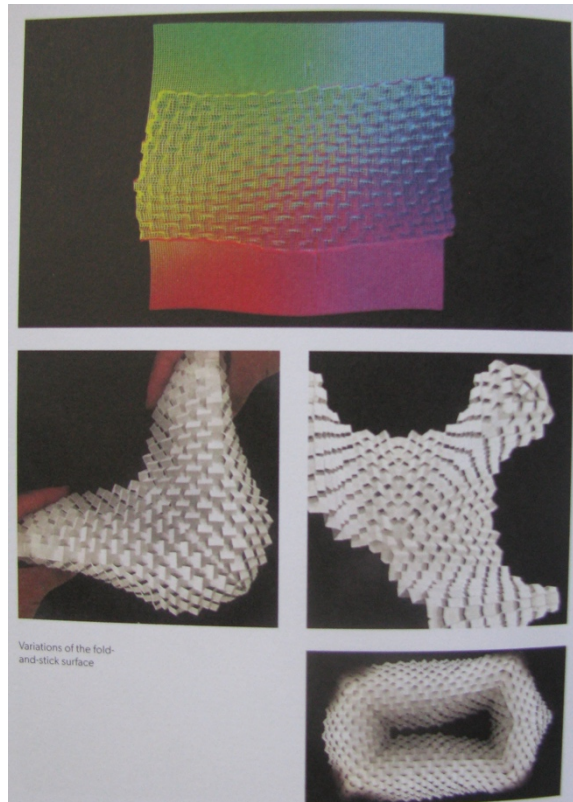 Variations of the fold-
and-stick surface